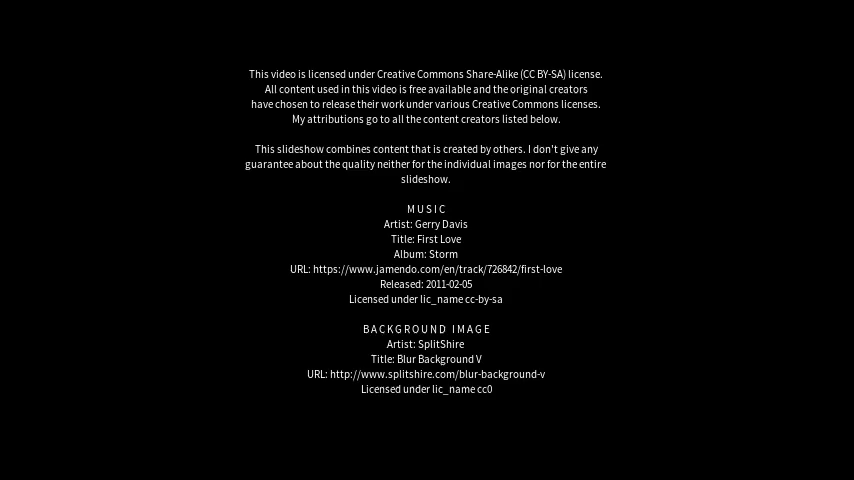 This video is licensed under Creative Commons Share-Alike (CC BY-SA) license.
All content used in this video is free available and the original creators
have chosen to release their work under various Creative Commons licenses.
My attributions go to all the content creators listed below.
This slideshow combines content that is created by others. I don't give any
guarantee about the quality neither for the individual images nor for the entire
slideshow.
MUSIC
Artist: Gerry Davis
Title: First Love
Album: Storm
URL: https://www.jamendo.com/en/track/726842/first-love
Released: 2011-02-05
Licensed under lic_name cc-by-sa
BACKGROUND IMAGE
Artist: SplitShire
Title: Blur Background V
URL: http://www.splitshire.com/blur-background-v
Licensed under lic_name cc0